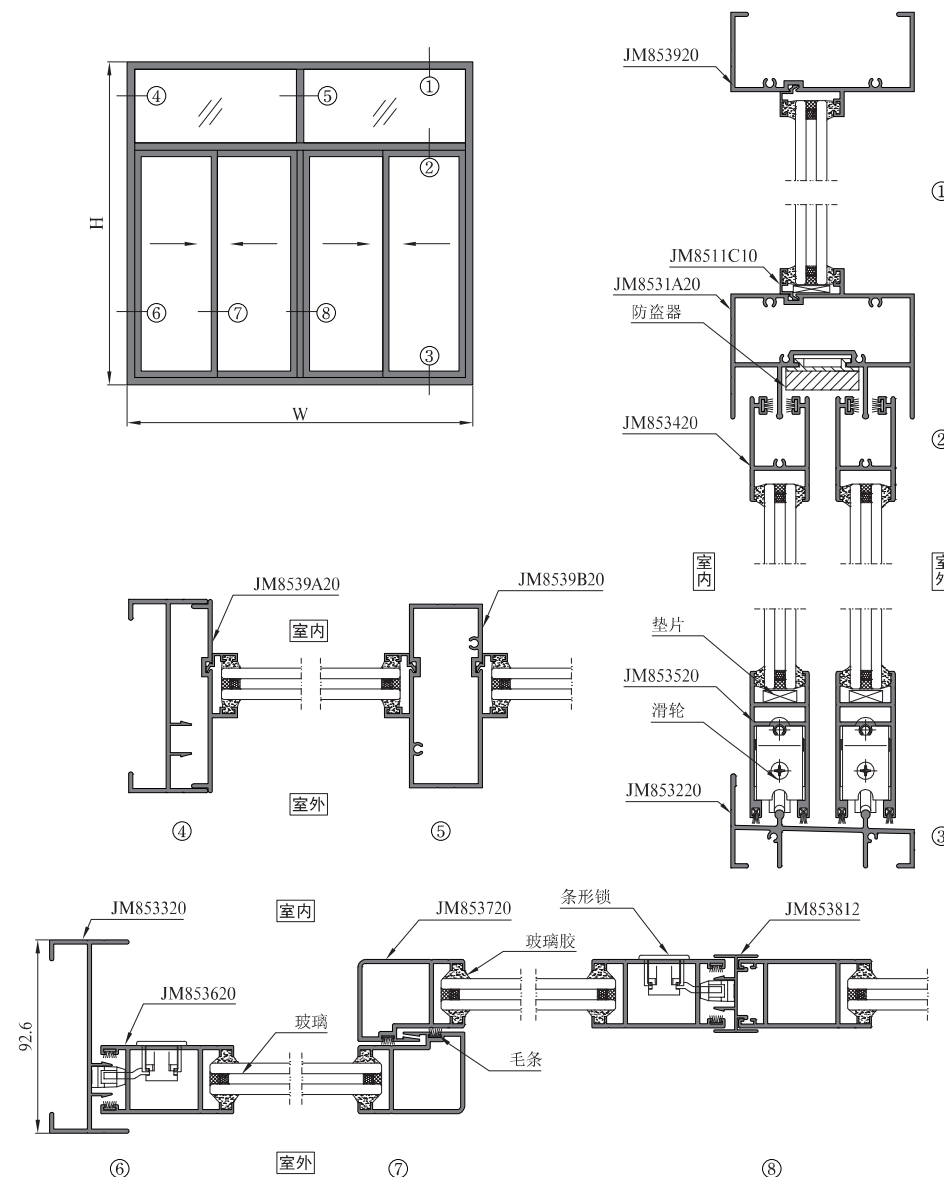 JM853920
①
④
⑤
①
②
H
JM8511C10
JM8531A20
防盗器
⑥
⑦
⑧
③
W
JM853420
②
室内
室外
JM8539A20
JM8539B20
室内
垫片
JM853520
滑轮
JM853220
室外
④
⑤
③
JM853320
室内
JM853720
条形锁
JM853812
玻璃胶
JM853620
玻璃
92.6
毛条
室外
⑥
⑦
⑧